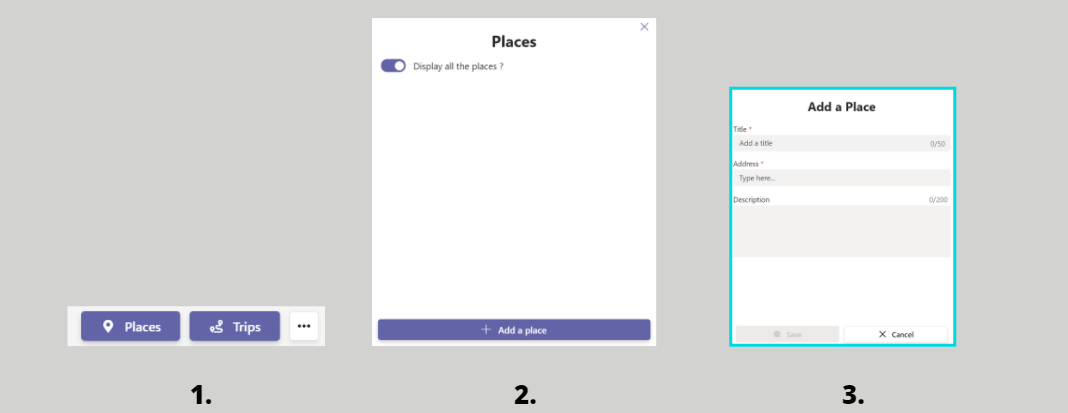 Places
Trips
Places
Display all the places ?
Add a place
Add a Place
Title *
Add a title
0/50
Address *
Type here...
Description
0/200
Save
Cancel
1.
2.
3.